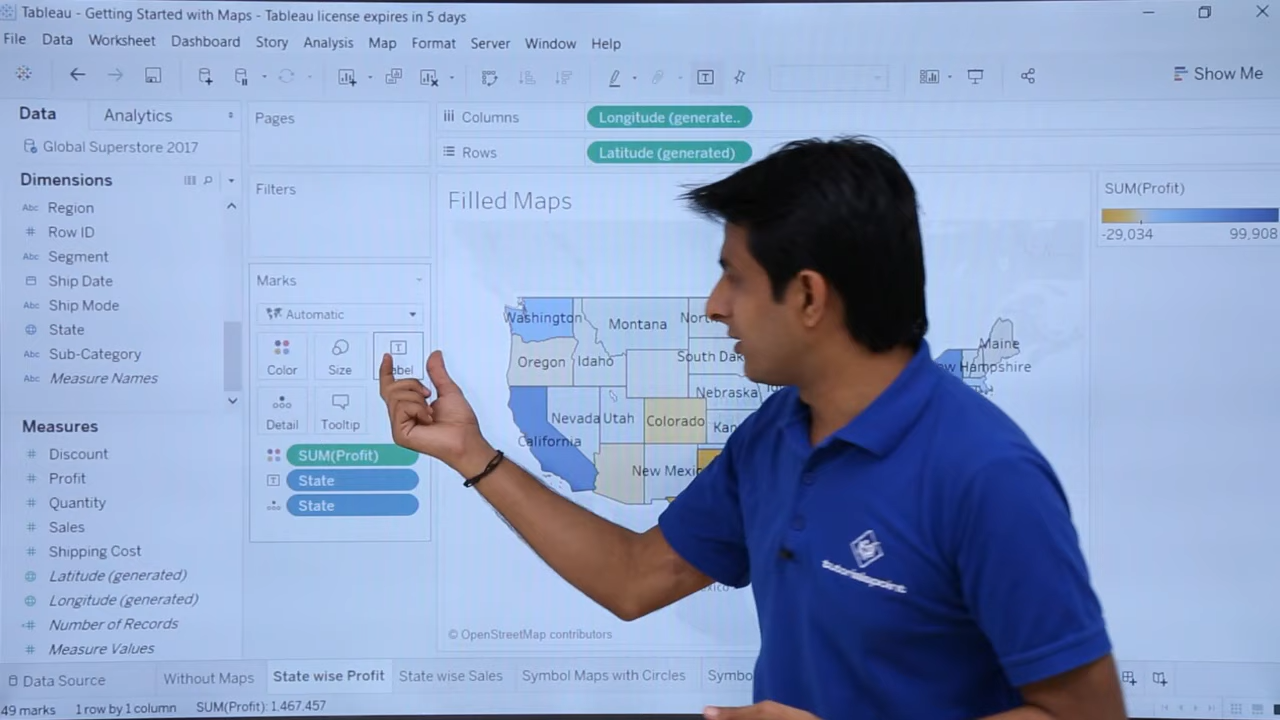 Tableau - Getting Started with Maps - Tableau license expires in 5 days
File Data Worksheet Dashboard Story Analysis Map Format Server Window Help
Show Me
Data Analytics
Global Superstore 2017
Dimensions
Abc Region
# Row ID
Abc Segment
Ship Date
Abc Ship Mode
State
Abc Sub-Category
Abc Measure Names
Measures
# Discount
# Profit
# Quantity
# Sales
# Shipping Cost
Latitude (generated)
Longitude (generated)
# Number of Records
# Measure Values
Pages
Filters
Marks
Automatic
Color Size
Detail Tooltip
SUM(Profit)
State
State
Columns Longitude (generate..
Rows Latitude (generated)
Filled Maps
Washington
Montana
Oregon
Idaho
Nebraska
Nevada
Utah
Colorado
California
Maine
Hampshire
© OpenStreetMap contributors
SUM(Profit)
-29,034 99,908
tutorialspoint
Data Source Without Maps State wise Profit State wise Sales Symbol Maps with Circles
49 marks 1 row by 1 column SUM(Profit): 1,467,457